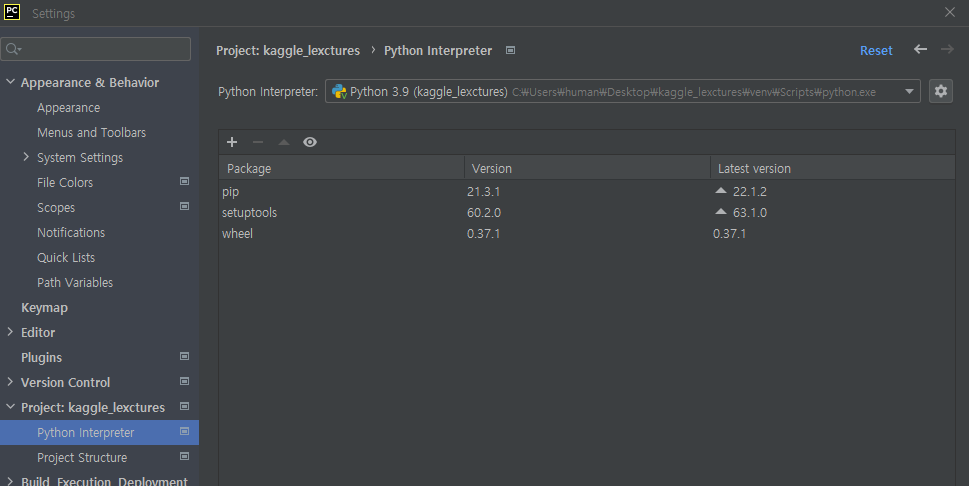 PC Settings
Appearance & Behavior
Appearance
Menus and Toolbars
System Settings
File Colors
Scopes
Notifications
Quick Lists
Path Variables
Keymap
Editor
Plugins
Version Control
Project: kaggle_lexctures
Python Interpreter
Project Structure
Build, Execution, Deployment
Project: kaggle_lexctures › Python Interpreter Reset
Python Interpreter: Python 3.9 (kaggle_lexctures) C:₩Users₩human₩Desktop₩kaggle_lexctures₩venv₩Scripts₩python.exe
Package Version Latest version
pip 21.3.1 22.1.2
setuptools 60.2.0 63.1.0
wheel 0.37.1 0.37.1